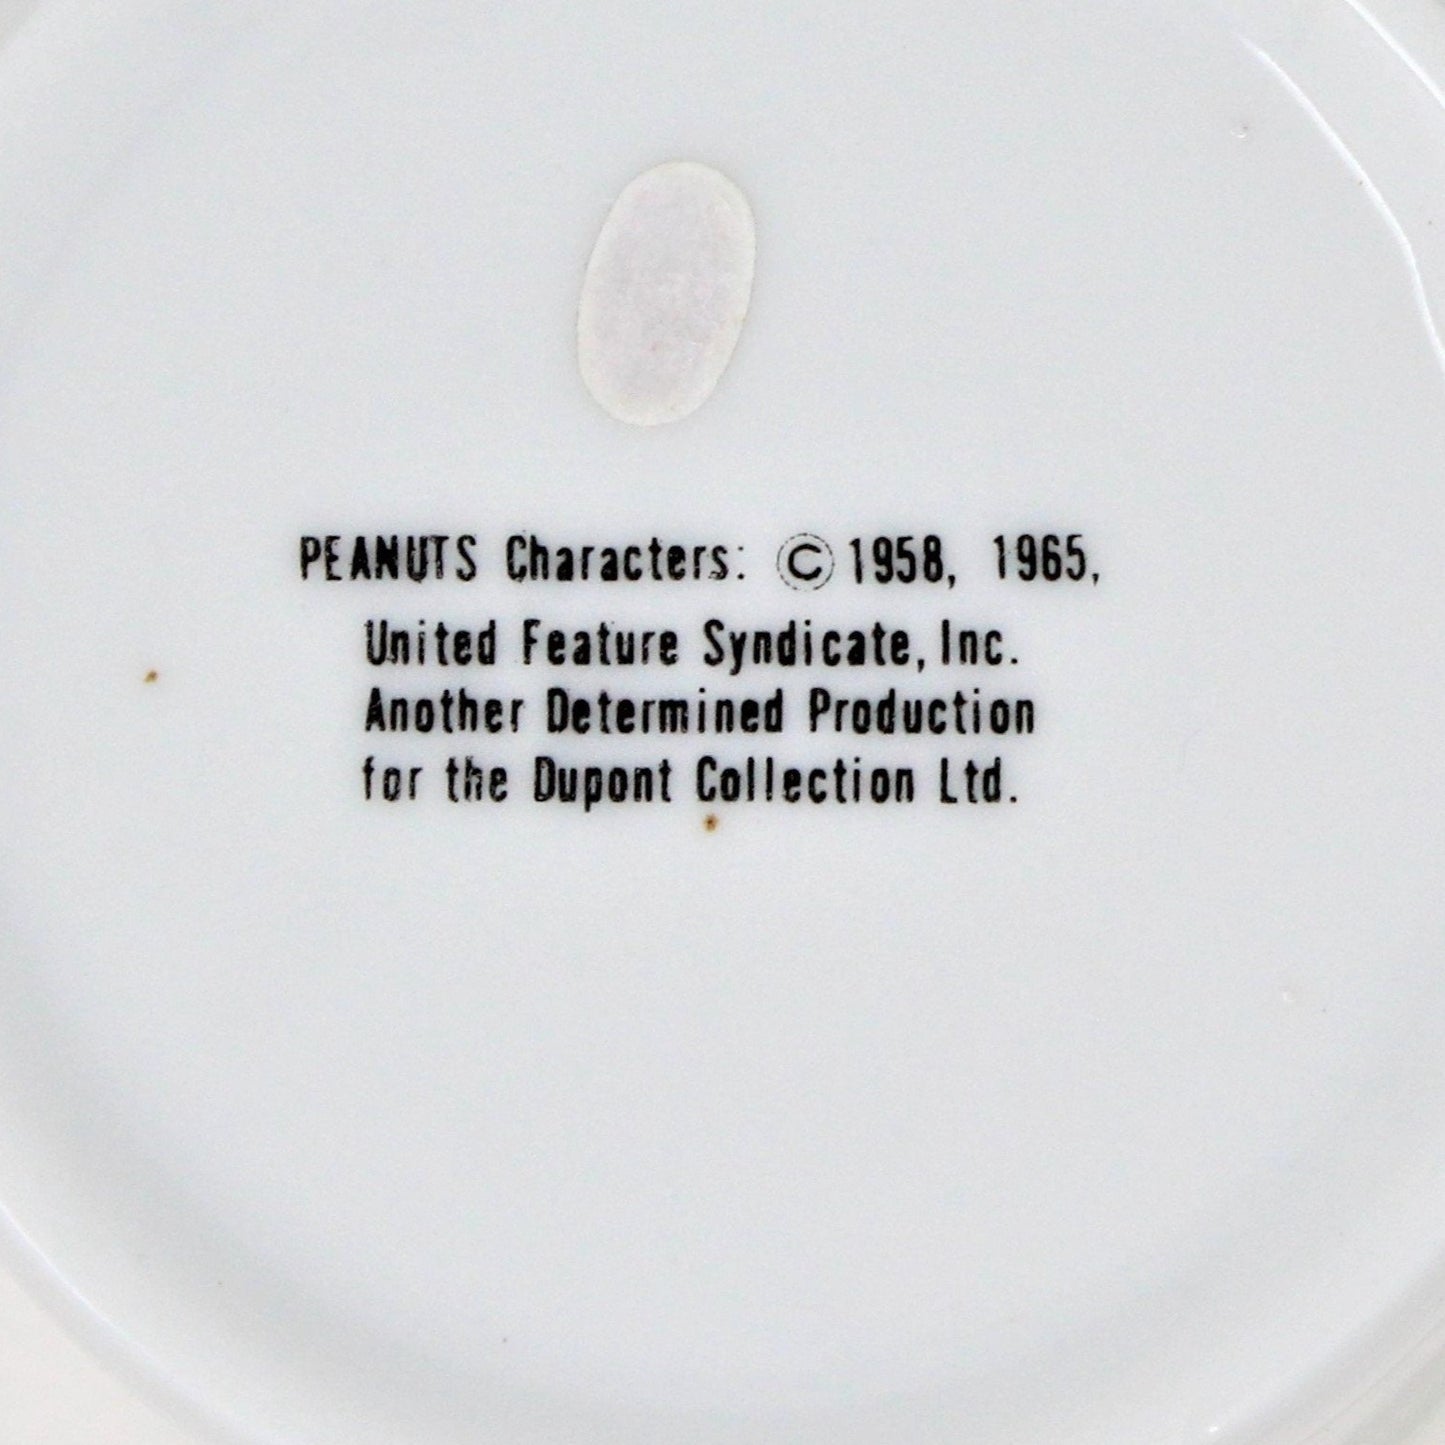 PEANUTS Characters: © 1958, 1965,
United Feature Syndicate, Inc.
Another Determined Production
for the Dupont Collection Ltd.